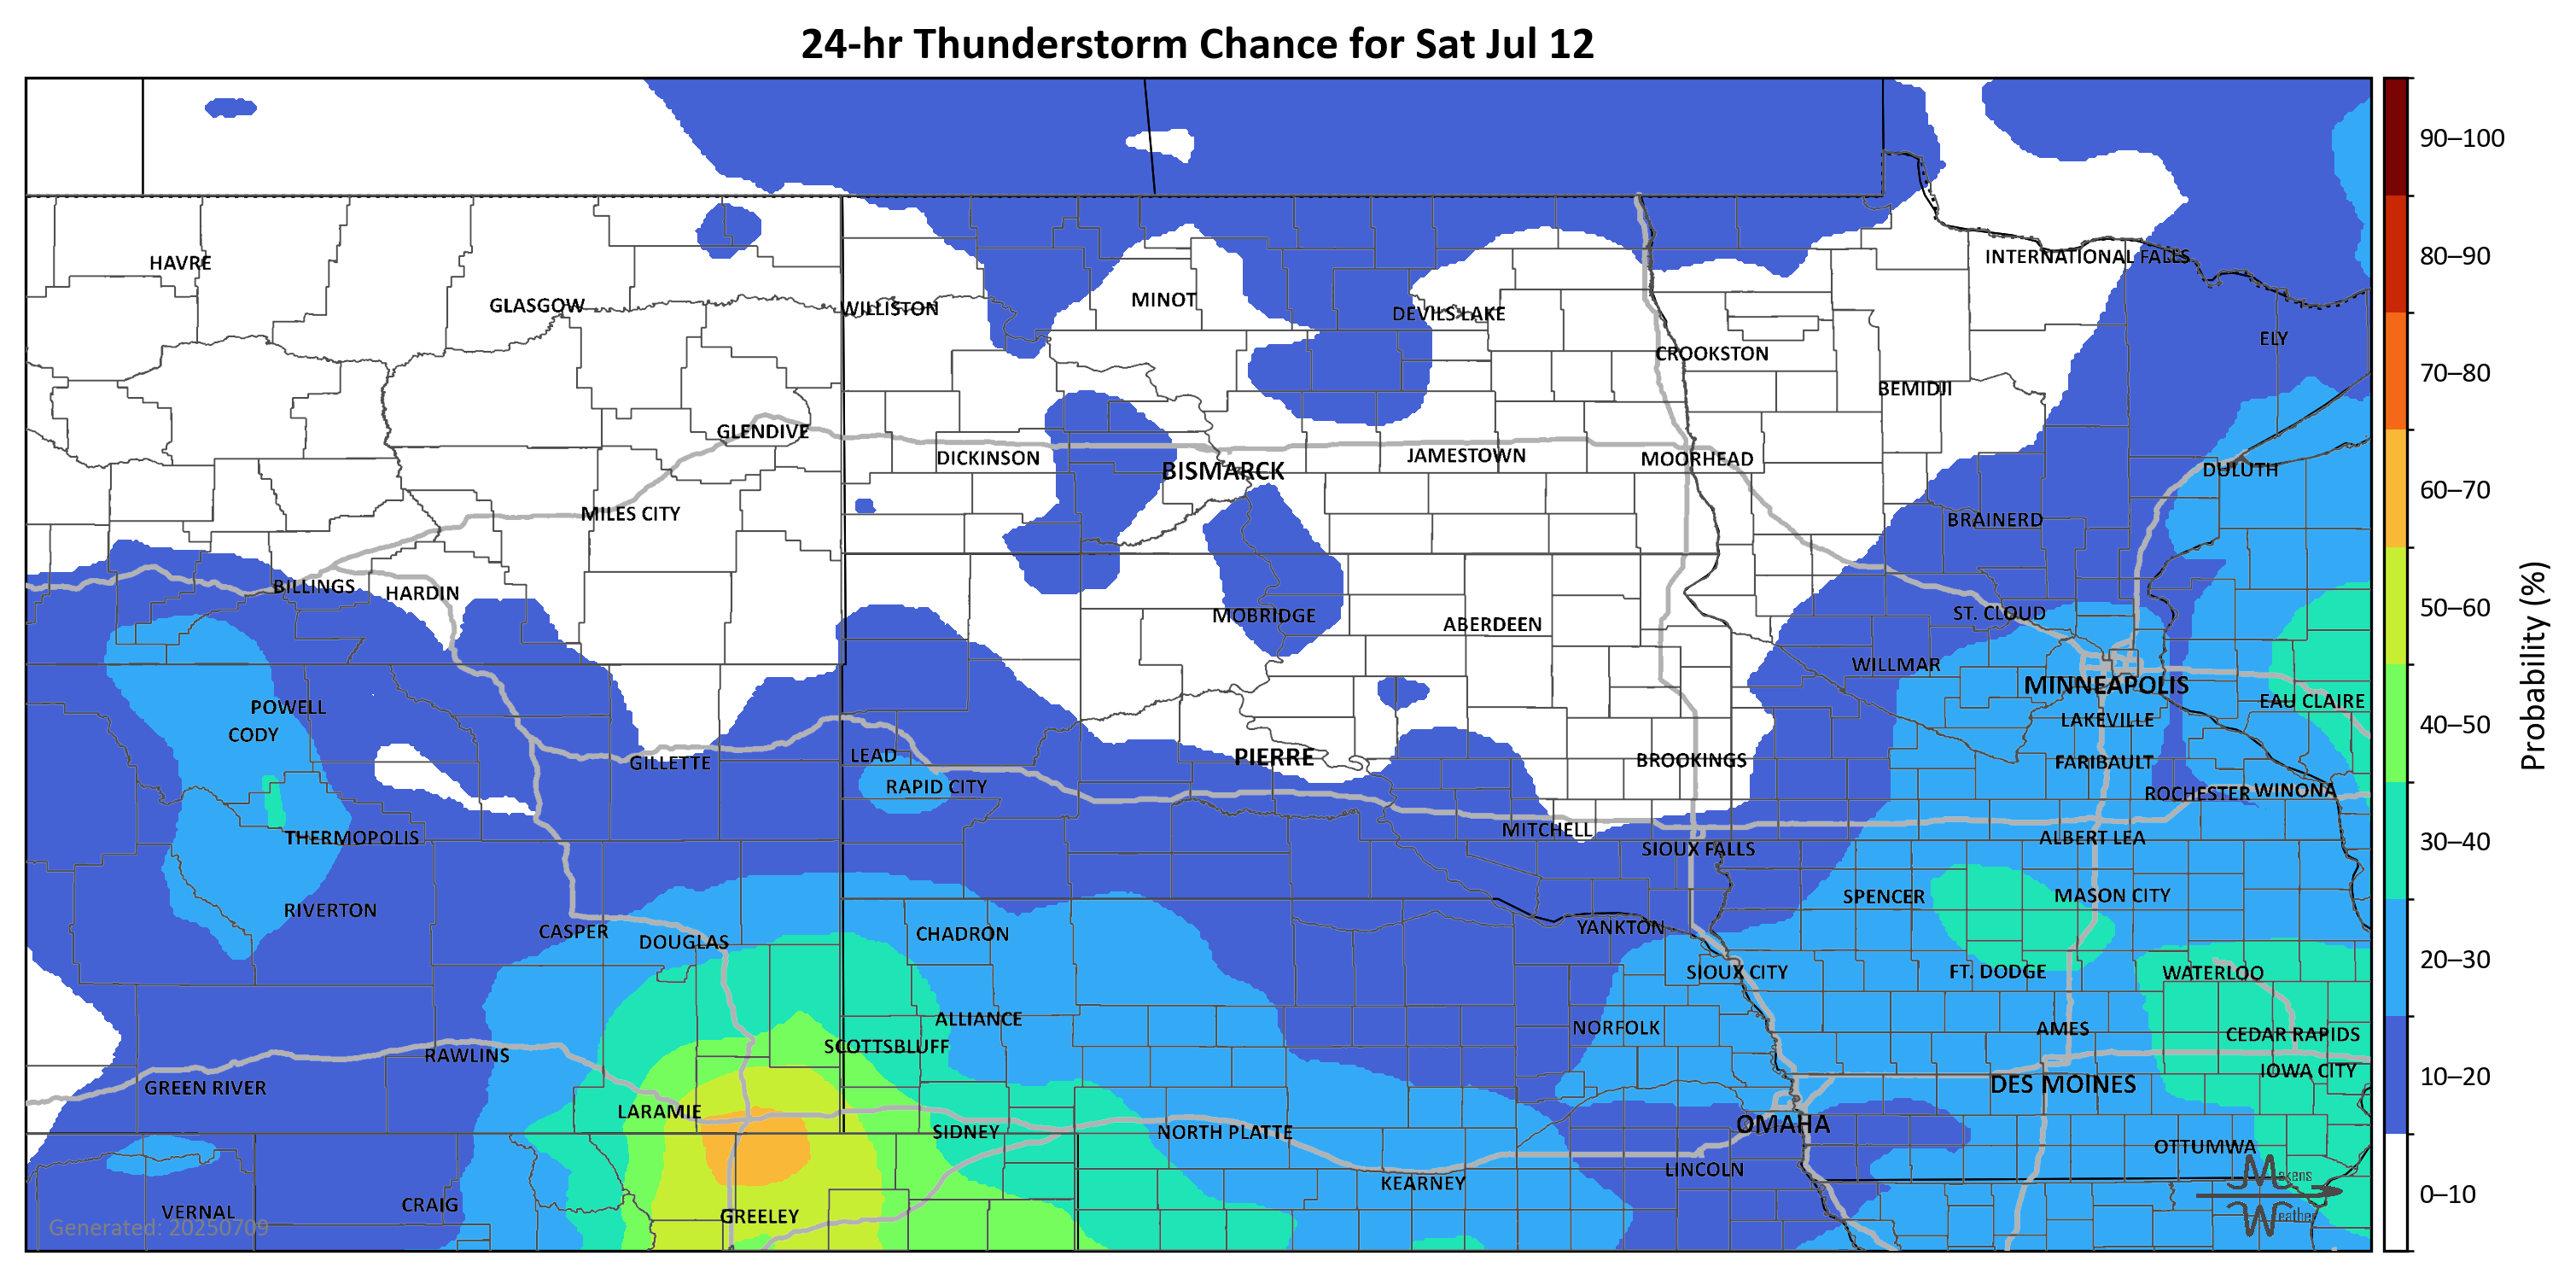 24-hr Thunderstorm Chance for Sat Jul 12
90–100
80–90
70–80
60–70
50–60
40–50
30–40
20–30
10–20
0–10
Probability (%)
HAVRE
GLASGOW
WILLISTON
MINOT
DEVILS LAKE
CROOKSTON
INTERNATIONAL FALLS
ELY
BEMIDJI
GLENDIVE
DICKINSON
BISMARCK
JAMESTOWN
MOORHEAD
DULUTH
MILES CITY
BRAINERD
BILLINGS
HARDIN
MOBRIDGE
ABERDEEN
ST. CLOUD
WILLMAR
MINNEAPOLIS
EAU CLAIRE
POWELL
CODY
LAKEVILLE
GILLETTE
LEAD
RAPID CITY
PIERRE
BROOKINGS
FARIBAULT
ROCHESTER
WINONA
THERMOPOLIS
MITCHELL
SIOUX FALLS
ALBERT LEA
RIVERTON
SPENCER
MASON CITY
CASPER
DOUGLAS
CHADRON
YANKTON
SIOUX CITY
FT. DODGE
WATERLOO
ALLIANCE
SCOTTSBLUFF
NORFOLK
AMES
CEDAR RAPIDS
RAWLINS
GREEN RIVER
DES MOINES
IOWA CITY
LARAMIE
SIDNEY
NORTH PLATTE
OMAHA
OTTUMWA
LINCOLN
KEARNEY
VERNAL
CRAIG
GREELEY
Generated: 20250709
Makens
Weather